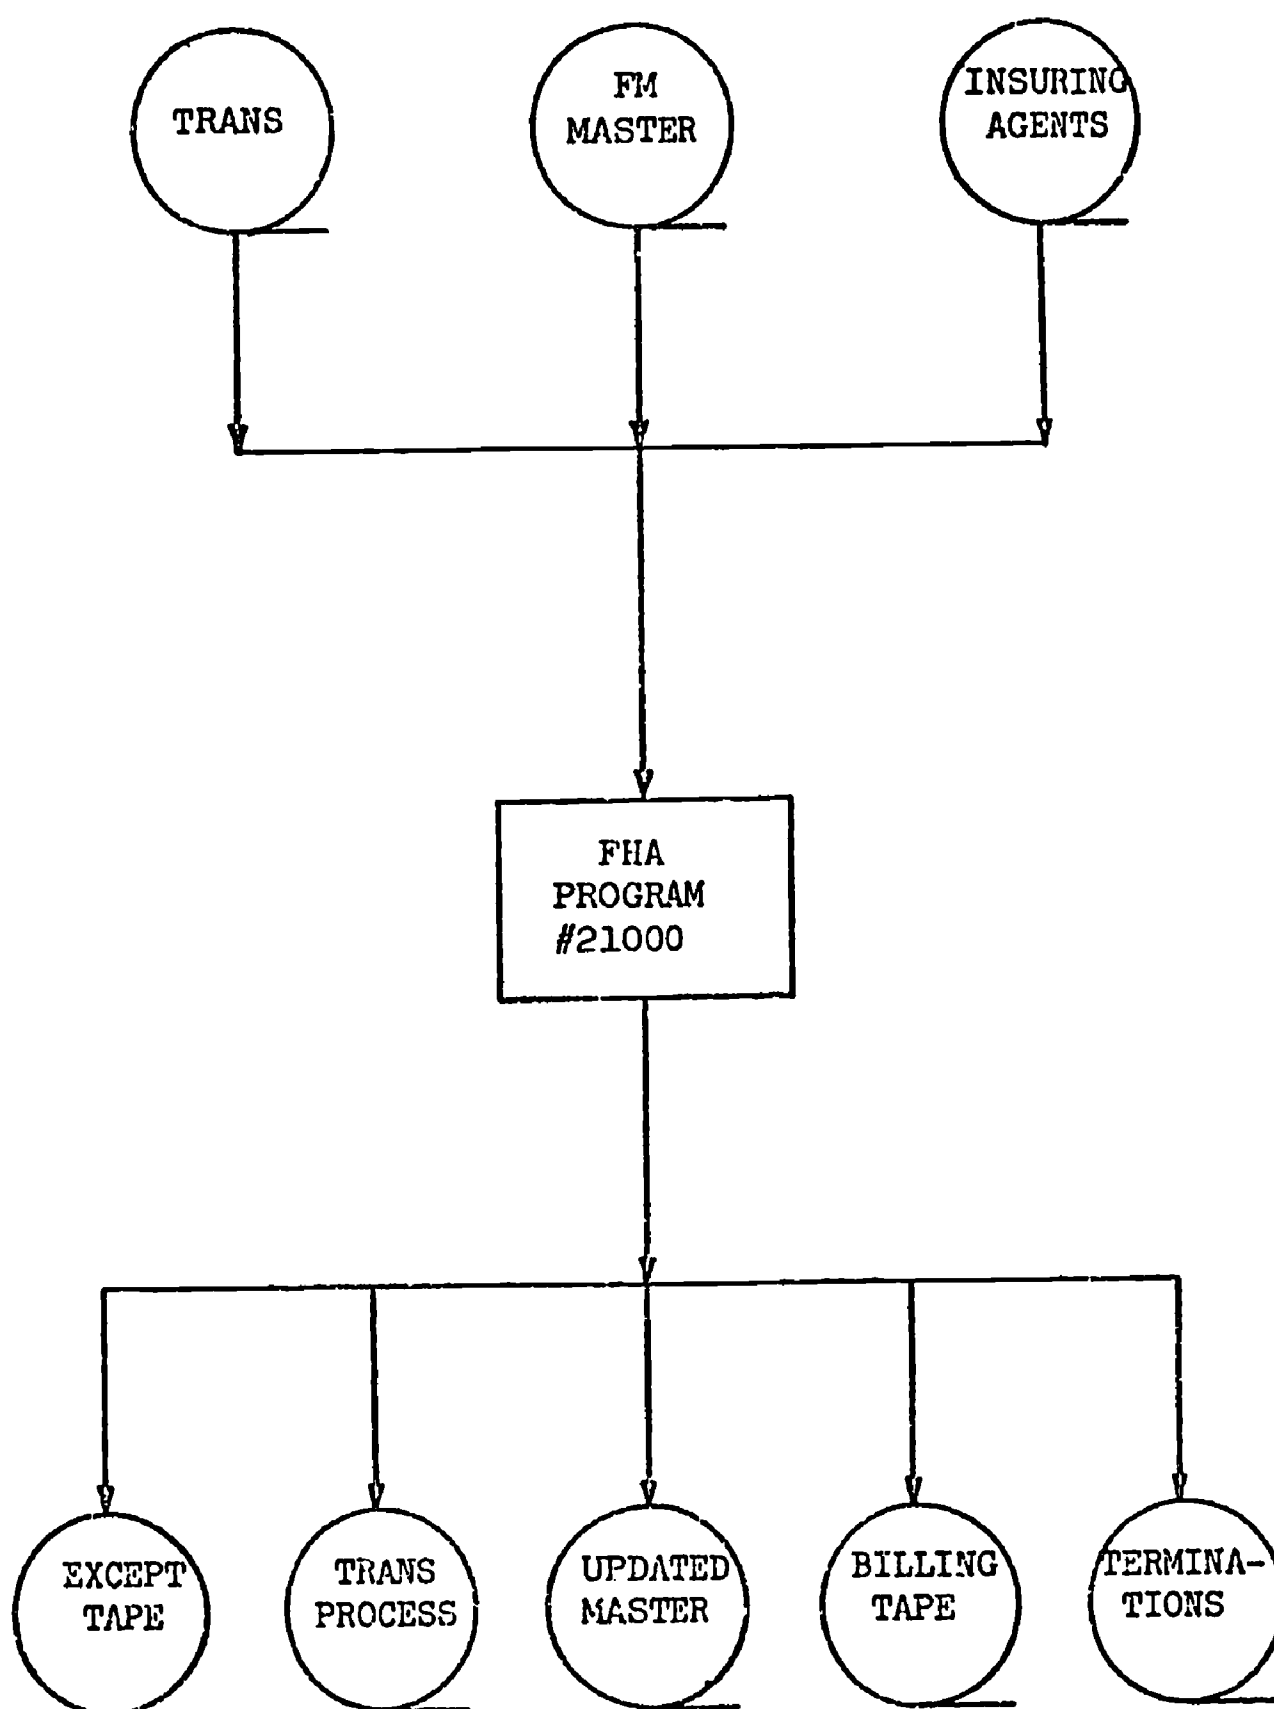 TRANS
FM
MASTER
INSURING
AGENTS
FHA
PROGRAM
#21000
EXCEPT
TAPE
TRANS
PROCESS
UPDATED
MASTER
BILLING
TAPE
TERMINA-
TIONS